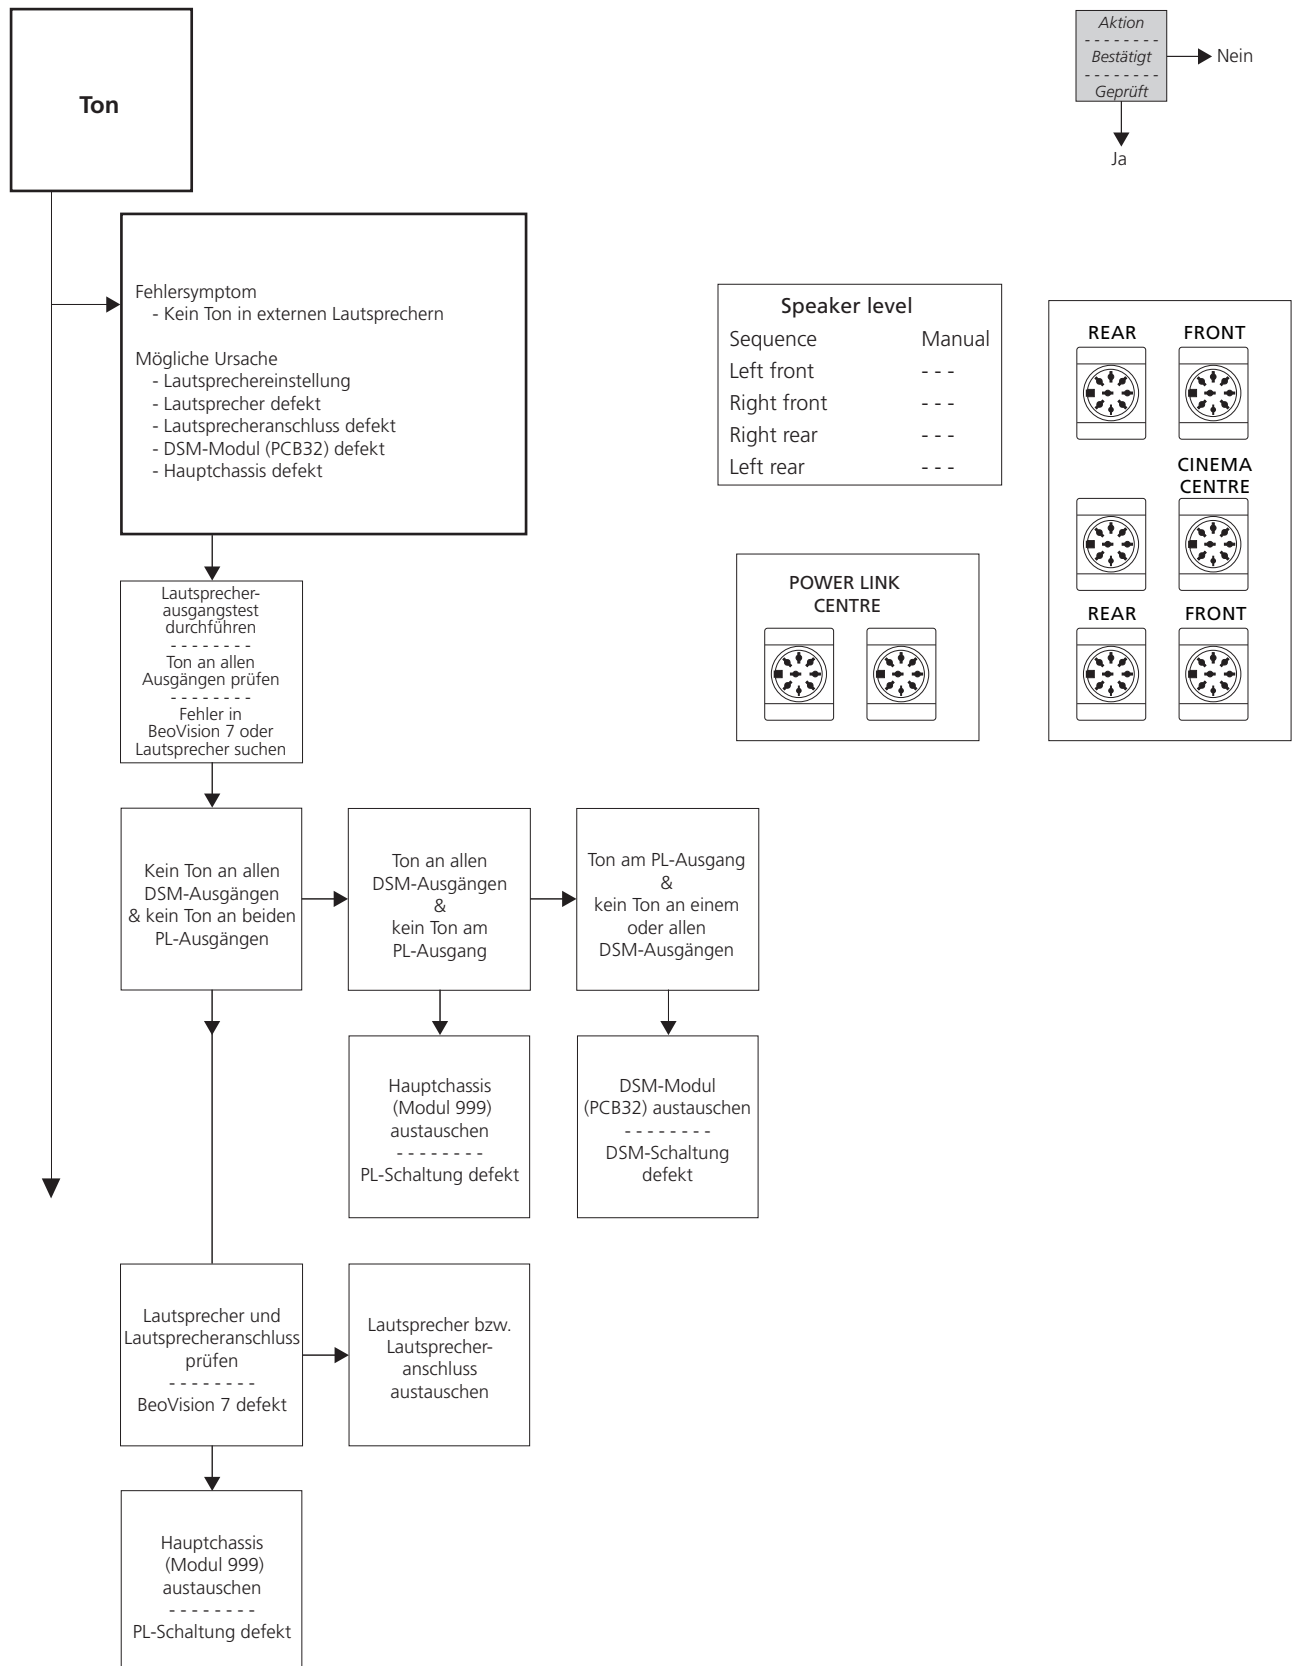 Ton
Aktion
- - - - - - - -
Bestätigt
- - - - - - - -
Geprüft
Nein
Ja
Fehlersymptom
- Kein Ton in externen Lautsprechern
Mögliche Ursache
- Lautsprechereinstellung
- Lautsprecher defekt
- Lautsprecheranschluss defekt
- DSM-Modul (PCB32) defekt
- Hauptchassis defekt
Speaker level
Sequence Manual
Left front - - -
Right front - - -
Right rear - - -
Left rear - - -
REAR FRONT
CINEMA
CENTRE
REAR FRONT
POWER LINK
CENTRE
Lautsprecher-
ausgangstest
durchführen
- - - - - - - -
Ton an allen
Ausgängen prüfen
- - - - - - - -
Fehler in
BeoVision 7 oder
Lautsprecher suchen
Kein Ton an allen
DSM-Ausgängen
& kein Ton an beiden
PL-Ausgängen
Ton an allen
DSM-Ausgängen
&
kein Ton am
PL-Ausgang
Ton am PL-Ausgang
&
kein Ton an einem
oder allen
DSM-Ausgängen
Hauptchassis
(Modul 999)
austauschen
- - - - - - - -
PL-Schaltung defekt
DSM-Modul
(PCB32) austauschen
- - - - - - - -
DSM-Schaltung
defekt
Lautsprecher und
Lautsprecheranschluss
prüfen
- - - - - - - -
BeoVision 7 defekt
Lautsprecher bzw.
Lautsprecher-
anschluss
austauschen
Hauptchassis
(Modul 999)
austauschen
- - - - - - - -
PL-Schaltung defekt